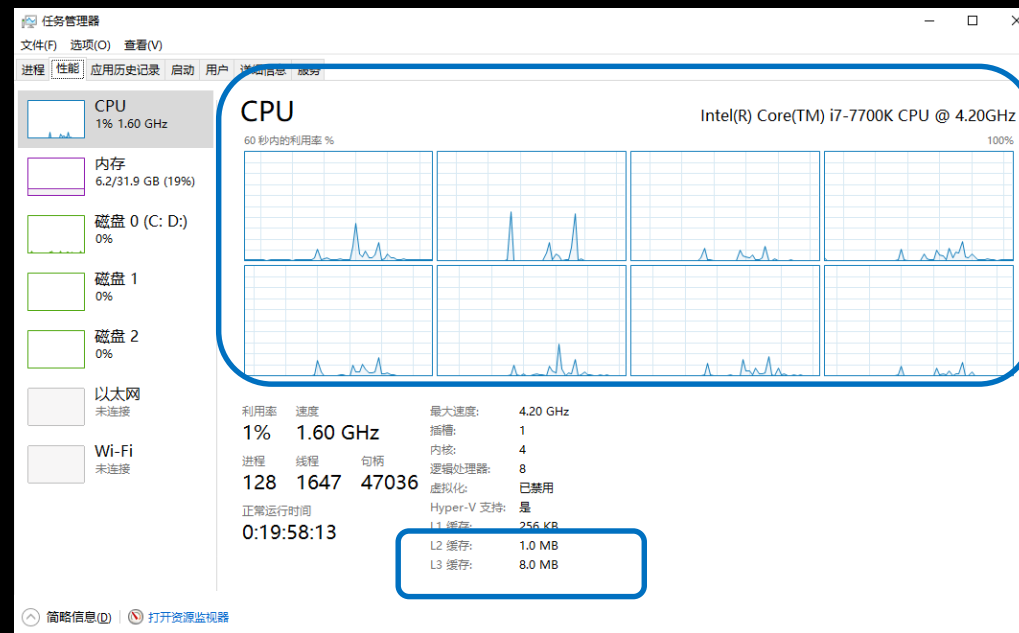 任务管理器
文件(F) 选项(O) 查看(V)
进程 性能 应用历史记录 启动 用户 详细信息 服务
CPU
1% 1.60 GHz
内存
6.2/31.9 GB (19%)
磁盘 0 (C: D:)
0%
磁盘 1
0%
磁盘 2
0%
以太网
未连接
Wi-Fi
未连接
CPU Intel(R) Core(TM) i7-7700K CPU @ 4.20GHz
60 秒内的利用率 % 100%
利用率 速度
1% 1.60 GHz
进程 线程 句柄
128 1647 47036
正常运行时间
0:19:58:13
最大速度: 4.20 GHz
插槽: 1
内核: 4
逻辑处理器: 8
虚拟化: 已禁用
Hyper-V 支持: 是
L1 缓存: 256 KB
L2 缓存: 1.0 MB
L3 缓存: 8.0 MB
简略信息(D) 打开资源监视器